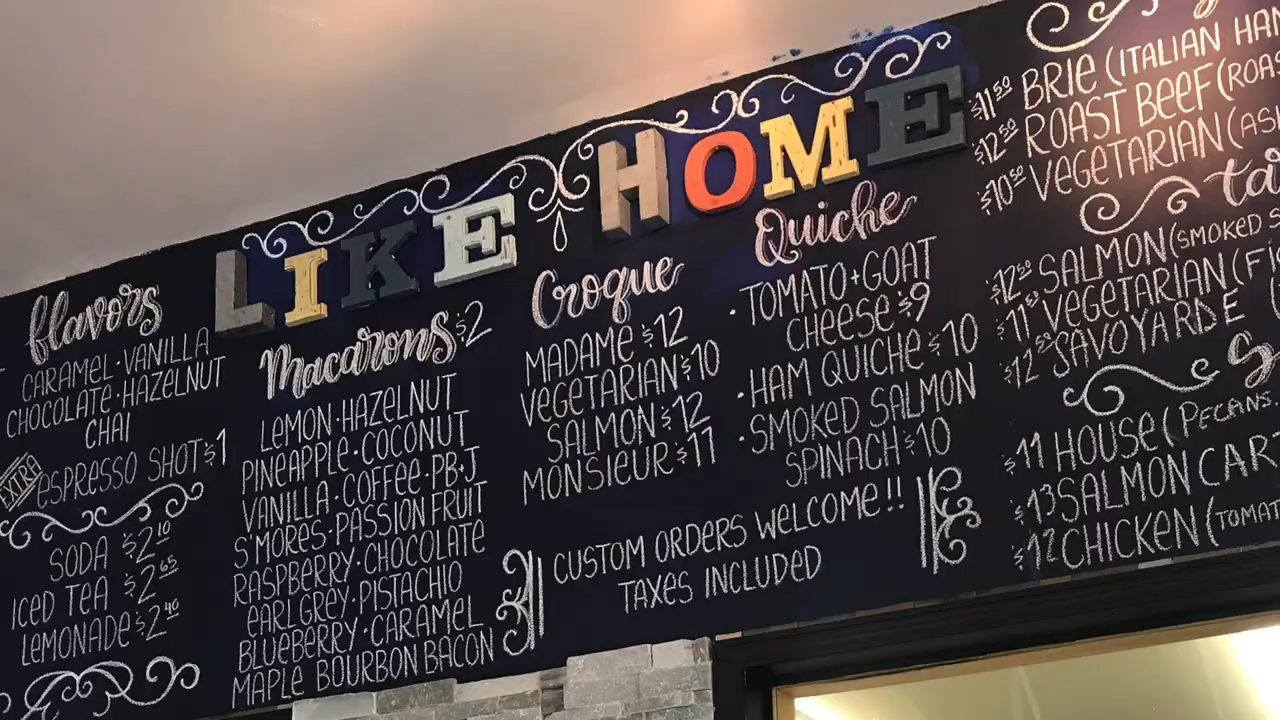 LIKE HOME
flavors
CARAMEL·VANILLA
CHOCOLATE·HAZELNUT
CHAI
EXTRA ESPRESSO SHOT $1
SODA $2.10
ICED TEA $2.65
LEMONADE $2.40
Macarons $2
LEMON·HAZELNUT
PINEAPPLE·COCONUT
VANILLA·COFFEE·PB+J
S'MORES·PASSION FRUIT
RASPBERRY·CHOCOLATE
EARL GREY·PISTACHIO
BLUEBERRY·CARAMEL
MAPLE BOURBON BACON
Croque
MADAME $12
VEGETARIAN $10
SALMON $12
MONSIEUR $11
Quiche
·TOMATO+GOAT
CHEESE $9
·HAM QUICHE $10
·SMOKED SALMON
SPINACH $10
CUSTOM ORDERS WELCOME!!
TAXES INCLUDED
$11.50 BRIE (ITALIAN HAM
$12.50 ROAST BEEF (ROAS
$10.50 VEGETARIAN (AS
ta
SALMON (SMOKED S
VEGETARIAN (FI
SAVOYARDE (
S
$11 HOUSE (PECANS.
$13 SALMON CAR
$12 CHICKEN (TOMAT